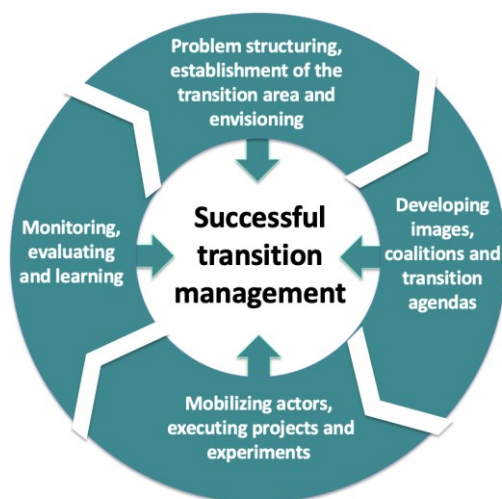 Problem structuring,
establishment of the
transition area and
envisioning
Developing
images,
coalitions and
transition
agendas
Mobilizing actors,
executing projects and
experiments
Monitoring,
evaluating
and learning
Successful
transition
management